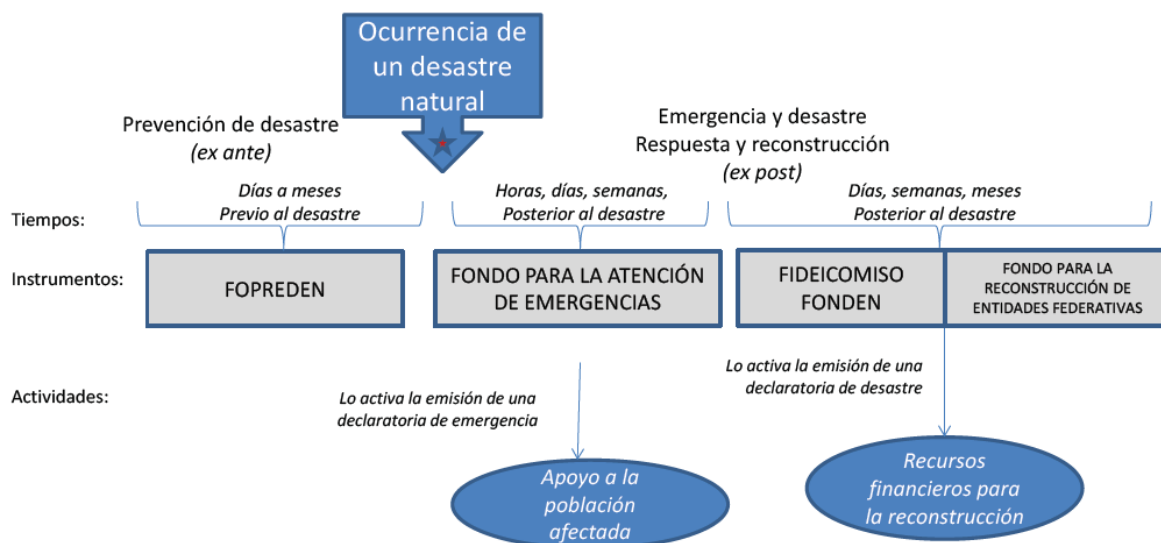 Ocurrencia de
un desastre
natural
Prevención de desastre
(ex ante)
Emergencia y desastre
Respuesta y reconstrucción
(ex post)
Tiempos:
Días a meses
Previo al desastre
Horas, días, semanas,
Posterior al desastre
Días, semanas, meses
Posterior al desastre
Instrumentos:
FOPREDEN
FONDO PARA LA ATENCIÓN
DE EMERGENCIAS
FIDEICOMISO
FONDEN
FONDO PARA LA
RECONSTRUCCIÓN DE
ENTIDADES FEDERATIVAS
Actividades:
Lo activa la emisión de una
declaratoria de emergencia
Lo activa la emisión de una
declaratoria de desastre
Apoyo a la
población
afectada
Recursos
financieros para
la reconstrucción